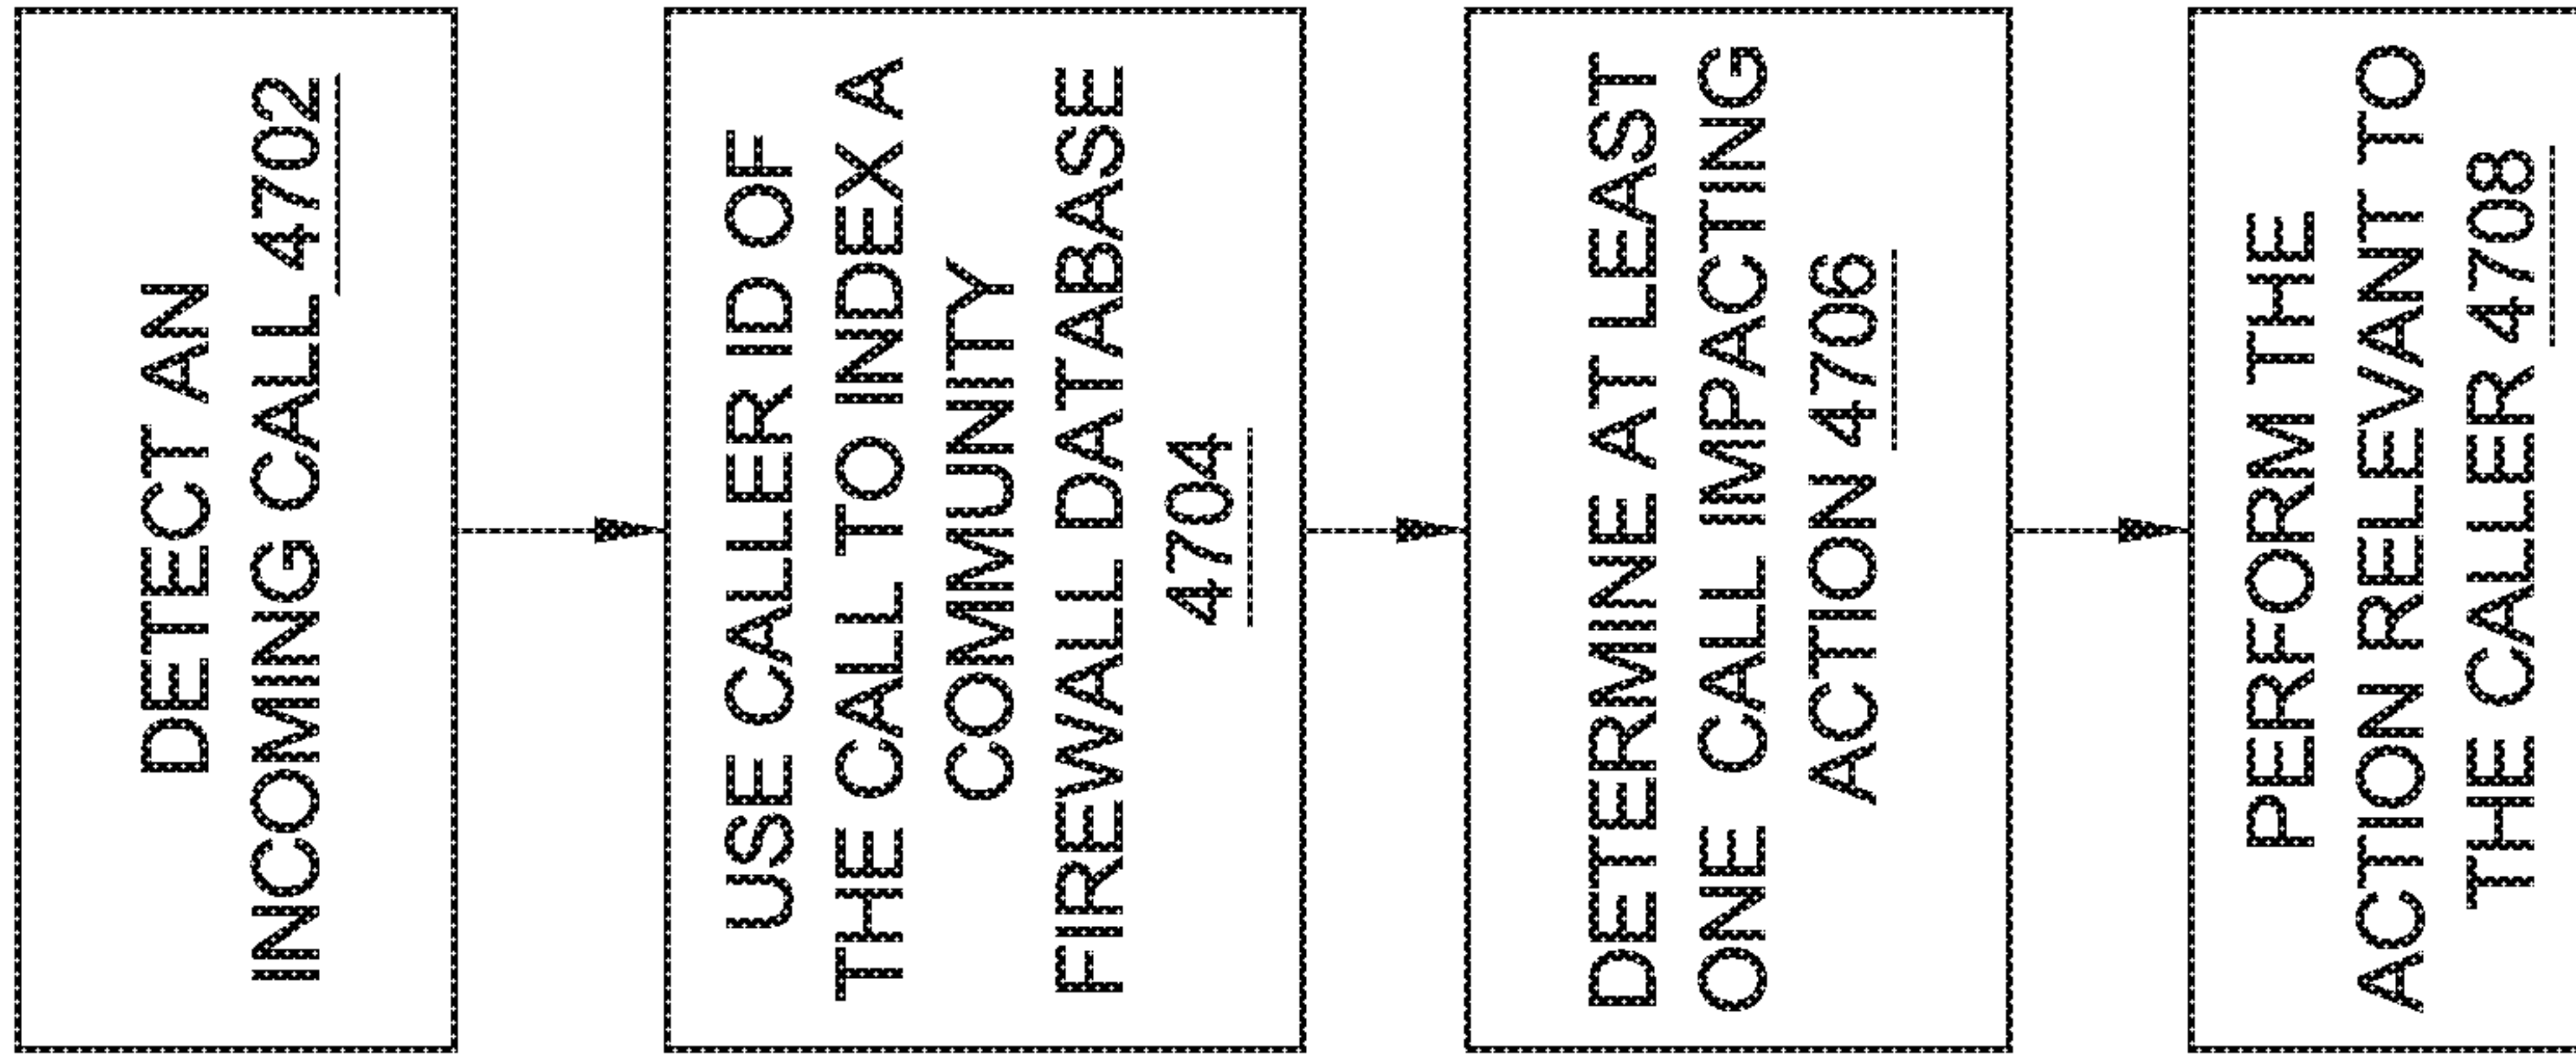 DETECT AN
INCOMING CALL 4702
USE CALLER ID OF
THE CALL TO INDEX A
COMMUNITY
FIREWALL DATABASE
4704
DETERMINE AT LEAST
ONE CALL IMPACTING
ACTION 4706
PERFORM THE
ACTION RELEVANT TO
THE CALLER 4708